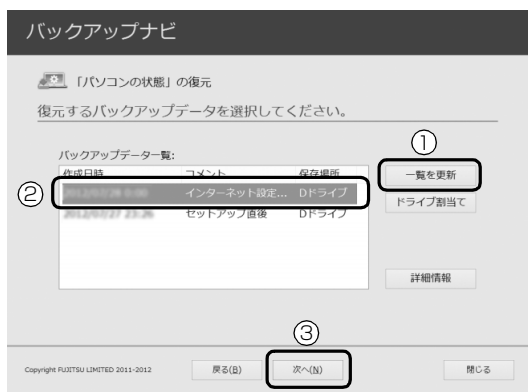 バックアップナビ
「パソコンの状態」の復元
復元するバックアップデータを選択してください。
①
バックアップデータ一覧:
作成日時 コメント 保存場所 一覧を更新
② インターネット設定... Dドライブ
ドライブ割当て
セットアップ直後 Dドライブ
詳細情報
③
Copyright FUJITSU LIMITED 2011-2012 戻る(B) 次へ(N) 閉じる